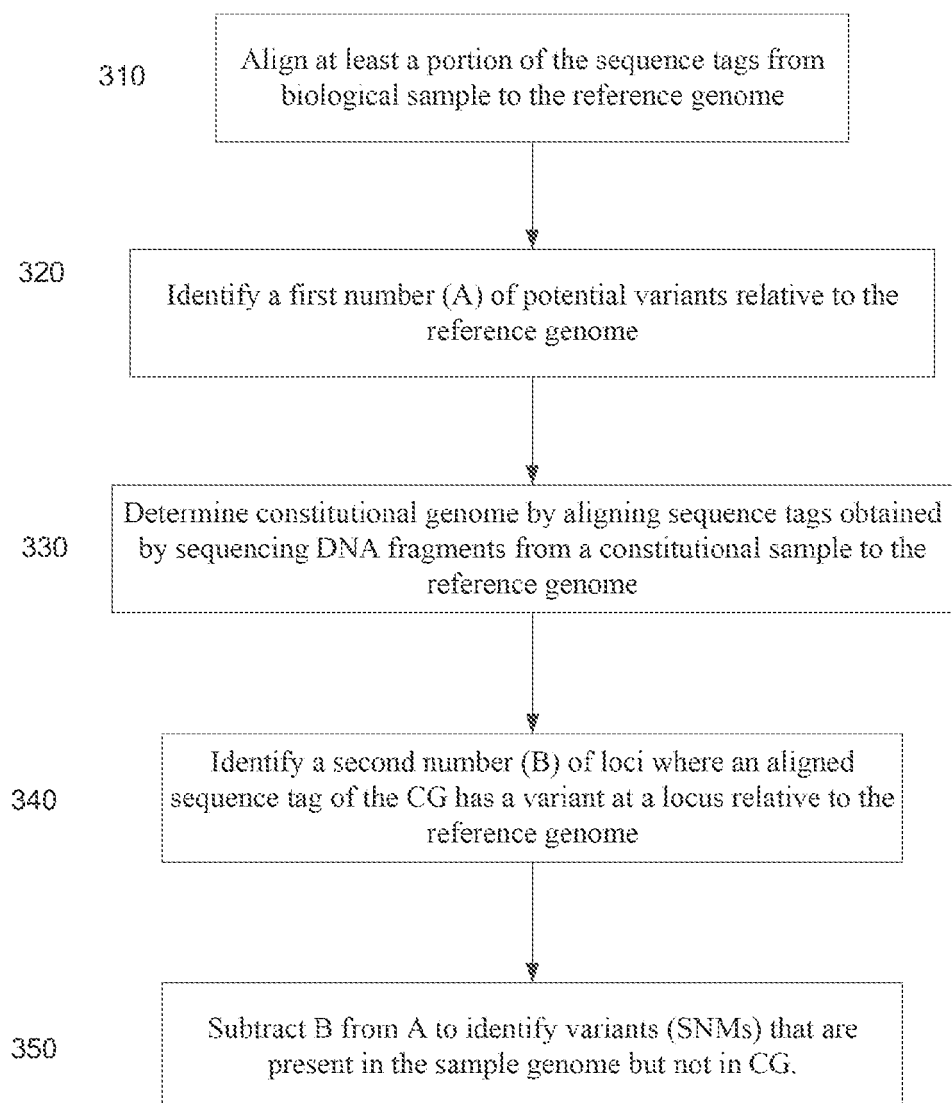 310
Align at least a portion of the sequence tags from
biological sample to the reference genome
320
Identify a first number (A) of potential variants relative to the
reference genome
330
Determine constitutional genome by aligning sequence tags obtained
by sequencing DNA fragments from a constitutional sample to the
reference genome
340
Identify a second number (B) of loci where an aligned
sequence tag of the CG has a variant at a locus relative to the
reference genome
350
Subtract B from A to identify variants (SNMs) that are
present in the sample genome but not in CG.